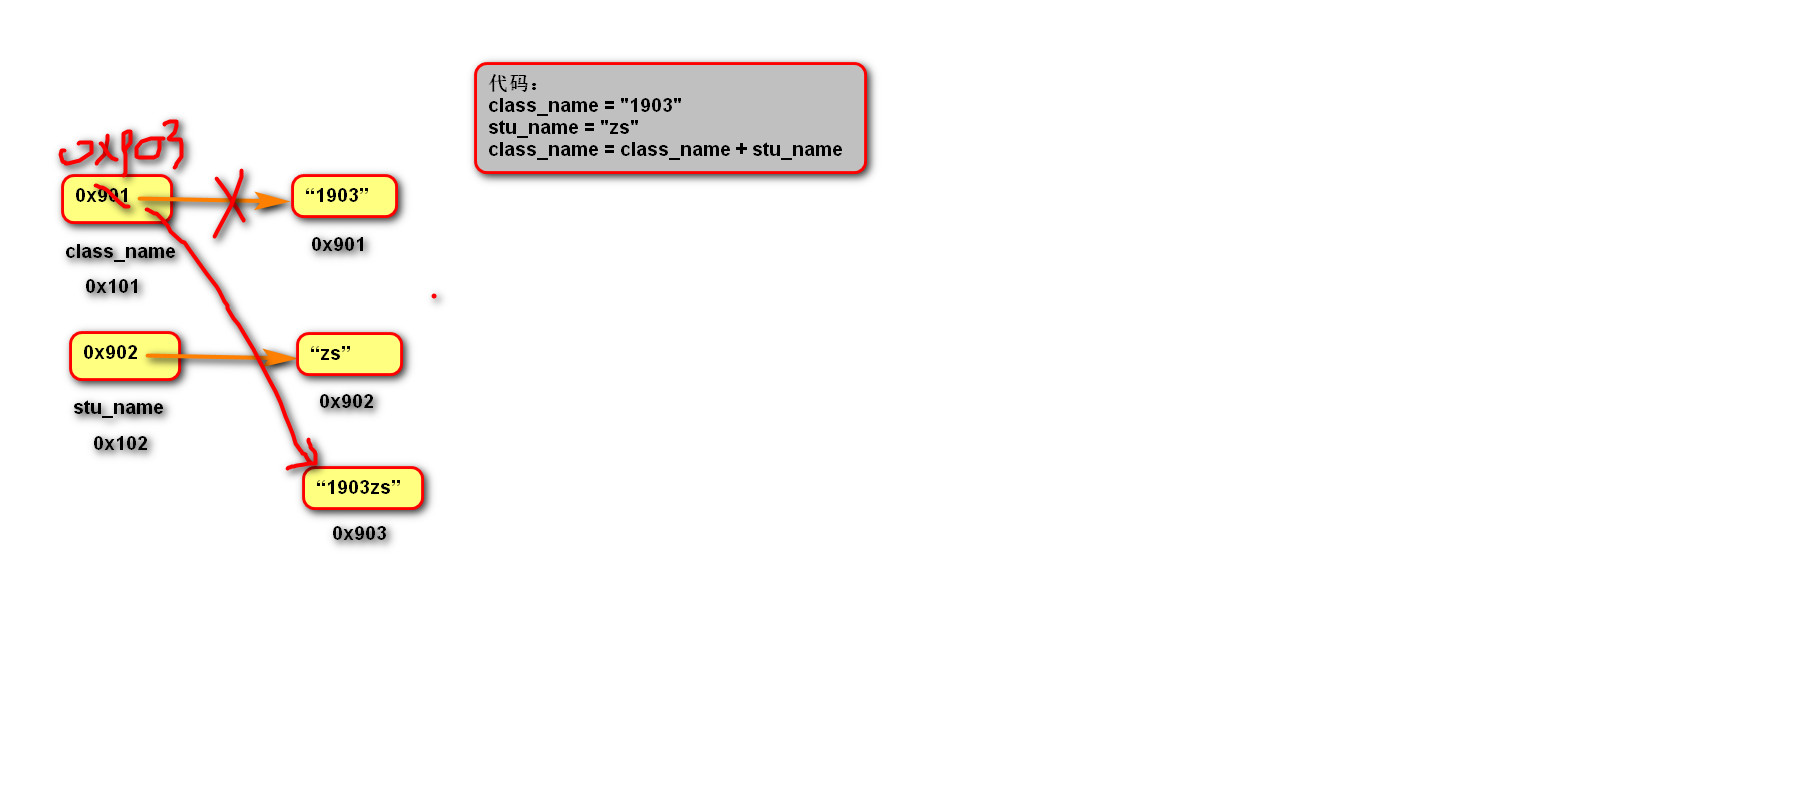 代码：
class_name = "1903"
stu_name = "zs"
class_name = class_name + stu_name
0x903
0x901
“1903”
class_name
0x901
0x101
0x902
“zs”
stu_name
0x902
0x102
“1903zs”
0x903